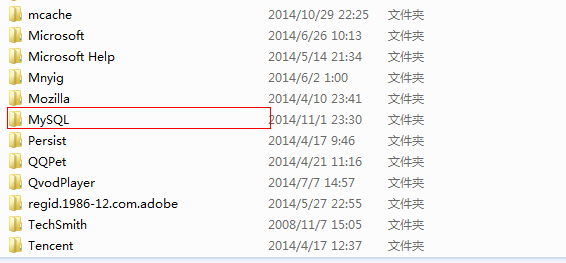 mcache 2014/10/29 22:25 文件夹
Microsoft 2014/6/26 10:13 文件夹
Microsoft Help 2014/5/14 21:34 文件夹
Mnyig 2014/6/2 1:00 文件夹
Mozilla 2014/4/10 23:41 文件夹
MySQL 2014/11/1 23:30 文件夹
Persist 2014/4/17 9:46 文件夹
QQPet 2014/4/21 11:16 文件夹
QvodPlayer 2014/7/7 14:57 文件夹
regid.1986-12.com.adobe 2014/5/27 22:55 文件夹
TechSmith 2008/11/7 15:05 文件夹
Tencent 2014/4/17 12:37 文件夹